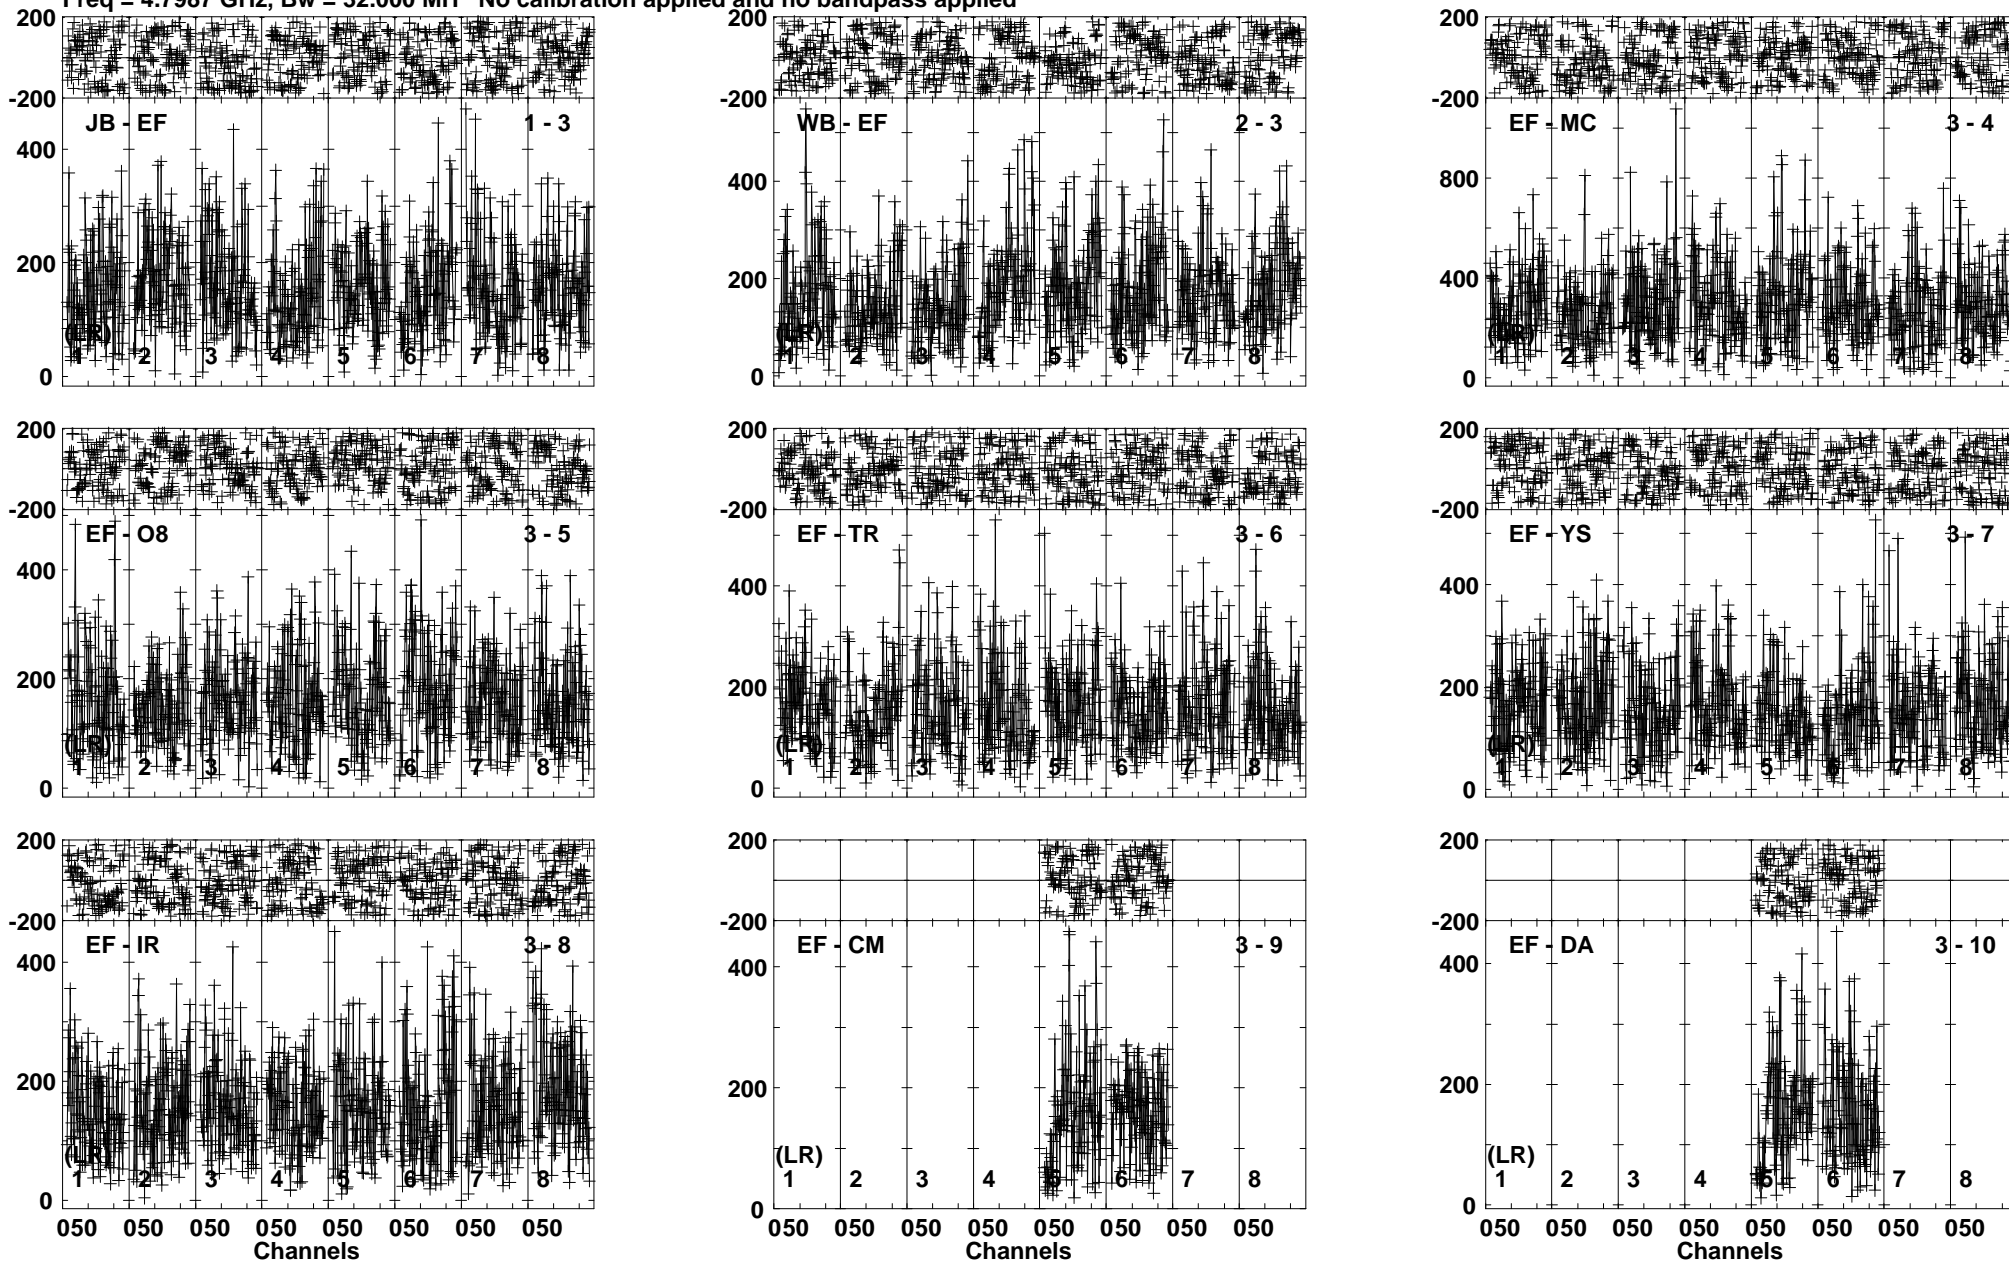 Freq = 4.7987 GHz, Bw = 32.000 MH No calibration applied and no bandpass applied
200 200 200
-200 -200 -200
JB - EF 1 - 3 WB - EF 2 - 3 EF - MC 3 - 4
400 400 800
200 200 400
(LR) (LR)
1 2 3 4 5 6 7 8 1 2 3 4 5 6 7 8 1 2 3 4 5 6 7 8
0 0 0
200 200 200
-200 -200 -200
EF - O8 3 - 5 EF - TR 3 - 6 EF - YS 3 - 7
400 400 400
200 200 200
(LR) (LR) (LR)
1 2 3 4 5 6 7 8 1 2 3 4 5 6 7 8 1 2 3 4 5 6 7 8
0 0 0
200 200 200
-200 -200 -200
EF - IR 3 - 8 EF - CM 3 - 9 EF - DA 3 - 10
400 400 400
200 200 200
(LR) (LR) (LR)
1 2 3 4 5 6 7 8 1 2 3 4 5 6 7 8 1 2 3 4 5 6 7 8
0 0 0
050 050 050 050 050 050 050 050 050 050 050 050 050 050 050 050 050 050 050 050 050 050 050 050
Channels Channels Channels